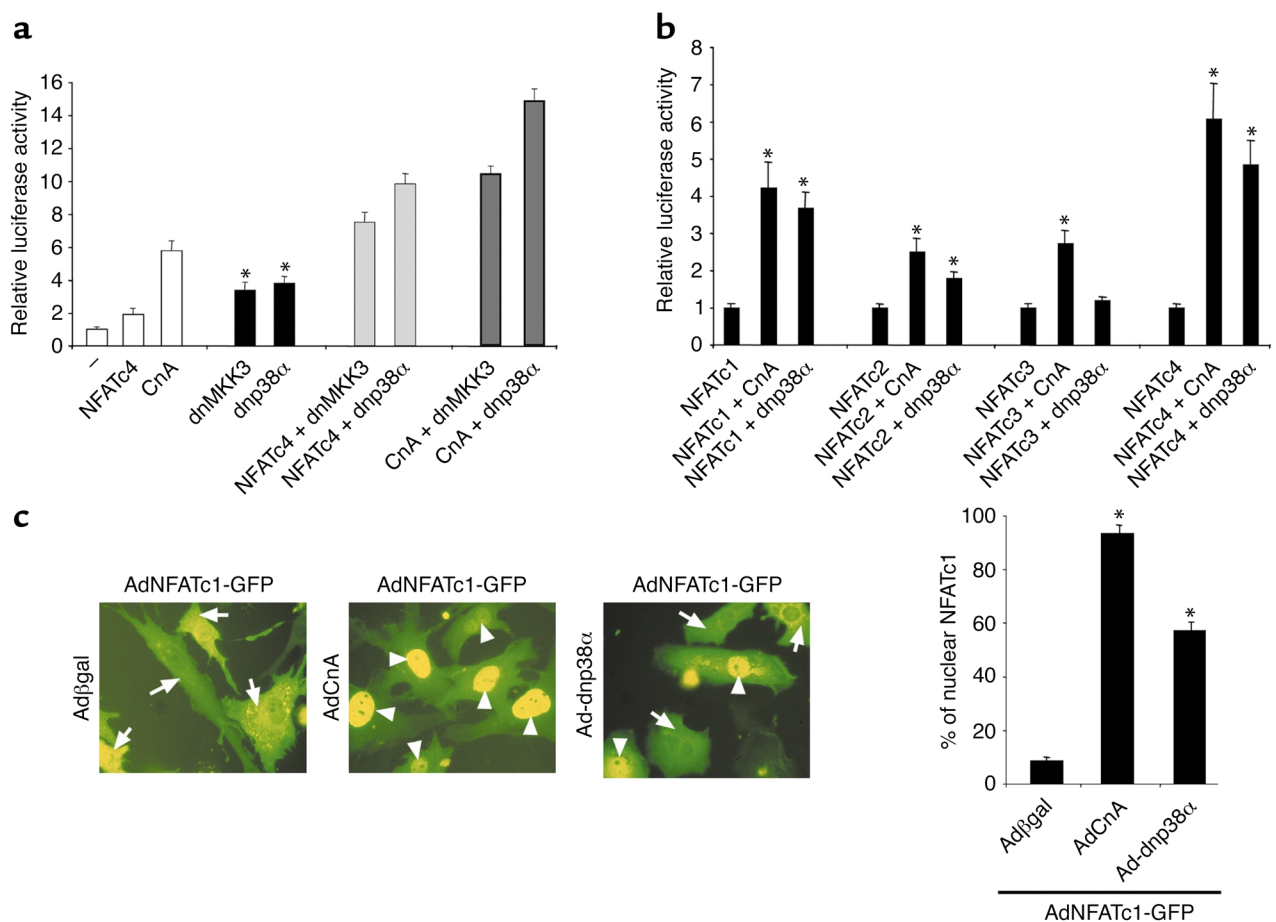 a
Relative luciferase activity
16
14
12
10
8
6
4
2
0
*
*
–
NFATc4
CnA
dnMKK3
dnp38α
NFATc4 + dnMKK3
NFATc4 + dnp38α
CnA + dnMKK3
CnA + dnp38α
b
Relative luciferase activity
8
7
6
5
4
3
2
1
0
*
*
*
*
*
*
*
NFATc1
NFATc1 + CnA
NFATc1 + dnp38α
NFATc2
NFATc2 + CnA
NFATc2 + dnp38α
NFATc3
NFATc3 + CnA
NFATc3 + dnp38α
NFATc4
NFATc4 + CnA
NFATc4 + dnp38α
c
AdNFATc1-GFP
Adβgal
AdNFATc1-GFP
AdCnA
AdNFATc1-GFP
Ad-dnp38α
% of nuclear NFATc1
100
80
60
40
20
0
*
*
Adβgal
AdCnA
Ad-dnp38α
AdNFATc1-GFP